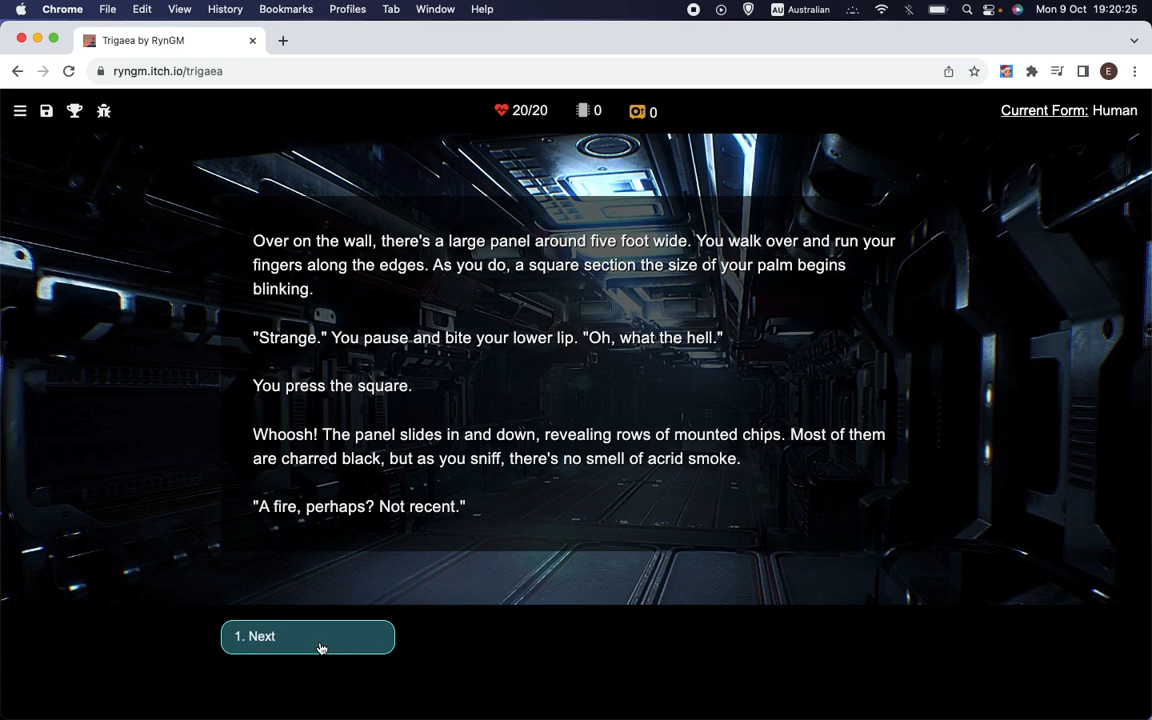 Chrome File Edit View History Bookmarks Profiles Tab Window Help AU Australian Mon 9 Oct 19:20:25
Trigaea by RynGM
ryngm.itch.io/trigaea E
20/20 0 0 Current Form: Human
Over on the wall, there's a large panel around five foot wide. You walk over and run your
fingers along the edges. As you do, a square section the size of your palm begins
blinking.
"Strange." You pause and bite your lower lip. "Oh, what the hell."
You press the square.
Whoosh! The panel slides in and down, revealing rows of mounted chips. Most of them
are charred black, but as you sniff, there's no smell of acrid smoke.
"A fire, perhaps? Not recent."
1. Next